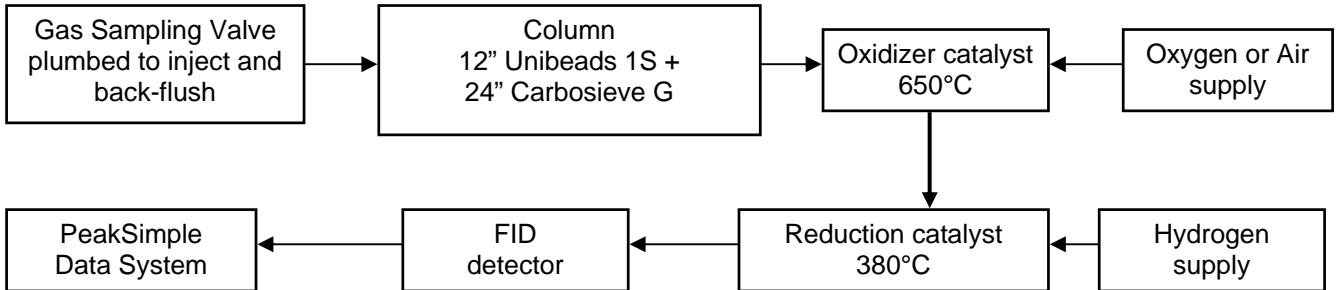 Gas Sampling Valve
plumbed to inject and
back-flush
Column
12” Unibeads 1S +
24” Carbosieve G
Oxidizer catalyst
650°C
Oxygen or Air
supply
PeakSimple
Data System
FID
detector
Reduction catalyst
380°C
Hydrogen
supply